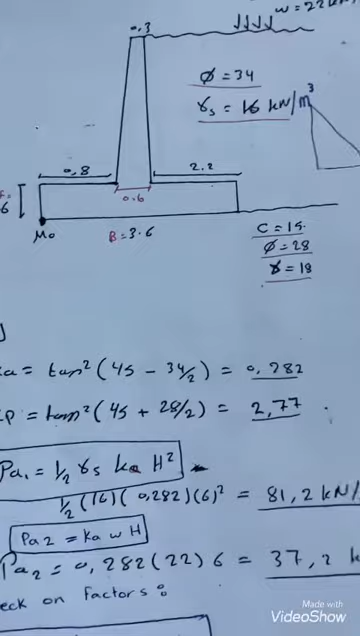 0.3
w = 22 k
φ = 34
γs = 16 kN/m³
0.8
2.2
0.6
6
Mo
B = 3.6
C = 15
φ = 28
γ = 18
a = tan² (45 - 34/2) = 0,282
P = tan² (45 + 28/2) = 2,77
Pa1 = 1/2 γs ka H²
1/2 (16) (0,282)(6)² = 81,2 kN/
Pa2 = ka w H
Pa2 = 0,282 (22) 6 = 37,2 k
eck on Factors:
Made with
VideoShow